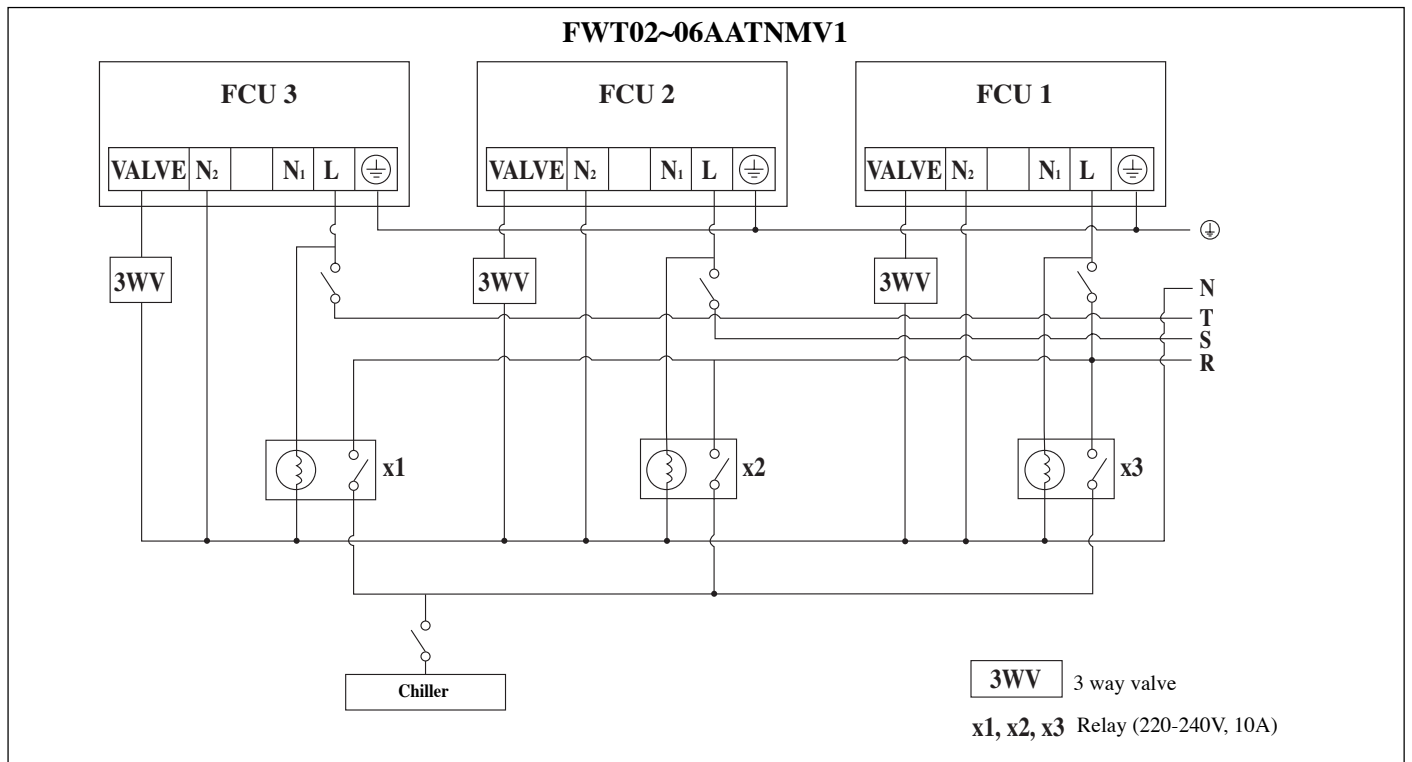 FWT02~06AATNMV1
FCU 3 FCU 2 FCU 1
VALVE N₂ N₁ L VALVE N₂ N₁ L VALVE N₂ N₁ L
3WV 3WV 3WV
N
T
S
R
x1 x2 x3
Chiller
3WV 3 way valve
x1, x2, x3 Relay (220-240V, 10A)